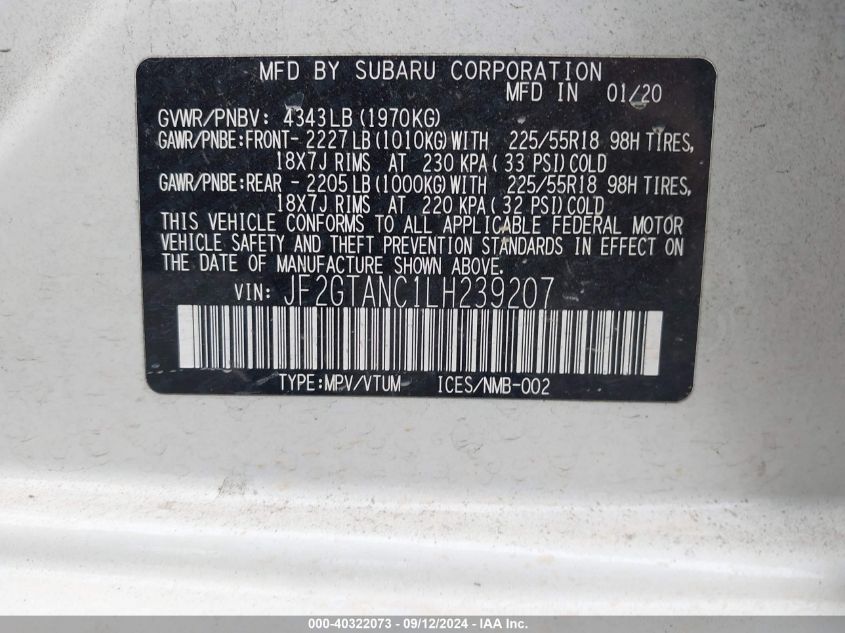 MFD BY SUBARU CORPORATION
MFD IN 01/20
GVWR/PNBV: 4343LB(1970KG)
GAWR/PNBE:FRONT- 2227LB(1010KG)WITH 225/55R18 98H TIRES,
18X7J RIMS AT 230 KPA( 33 PSI)COLD
GAWR/PNBE:REAR - 2205LB(1000KG)WITH 225/55R18 98H TIRES,
18X7J RIMS AT 220 KPA( 32 PSI)COLD
THIS VEHICLE CONFORMS TO ALL APPLICABLE FEDERAL MOTOR
VEHICLE SAFETY AND THEFT PREVENTION STANDARDS IN EFFECT ON
THE DATE OF MANUFACTURE SHOWN ABOVE.
VIN: JF2GTANC1LH239207
TYPE:MPV/VTUM ICES/NMB-002
000-40322073 - 09/12/2024 - IAA Inc.